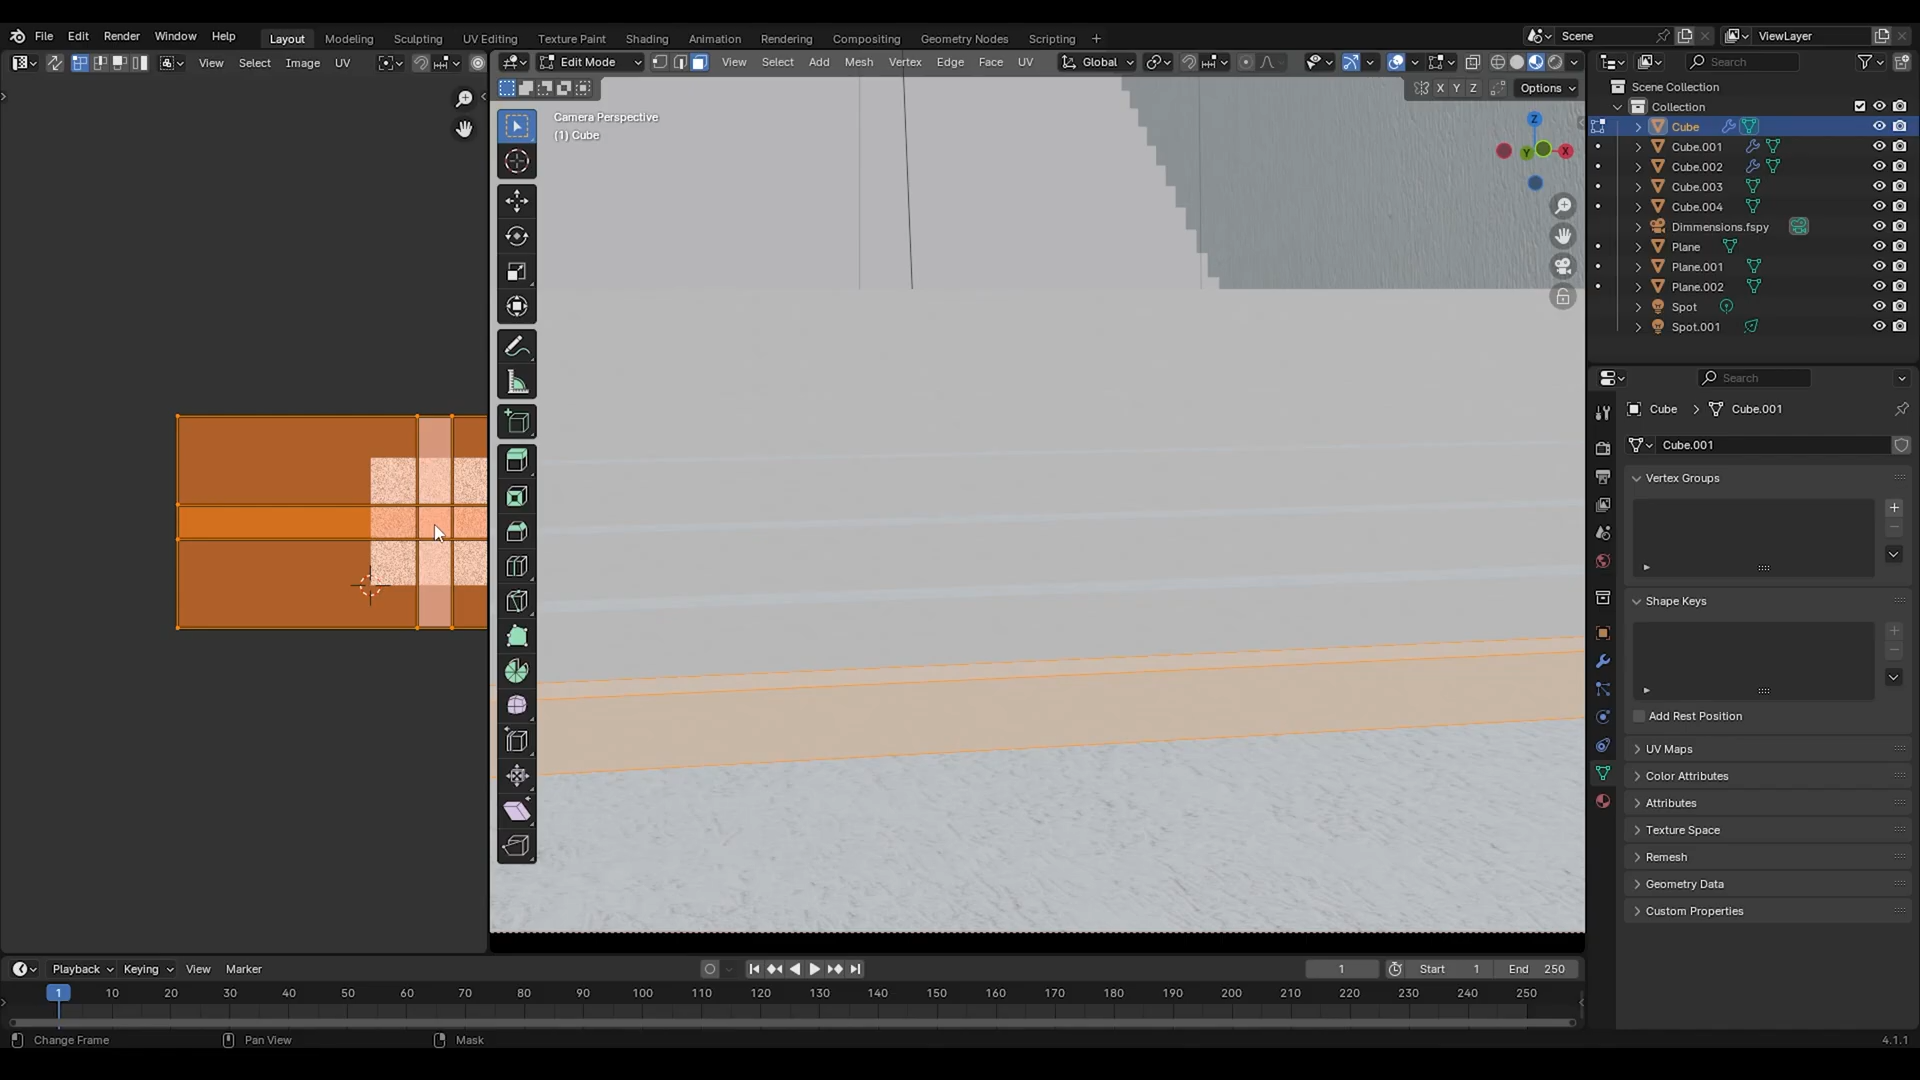 File Edit Render Window Help Layout Modeling Sculpting UV Editing Texture Paint Shading Animation Rendering Compositing Geometry Nodes Scripting + Scene ViewLayer
View Select Image UV Edit Mode View Select Add Mesh Vertex Edge Face UV Global Search
X Y Z Options
Camera Perspective
(1) Cube
Z
Y
X
Scene Collection
Collection
Cube
Cube.001
Cube.002
Cube.003
Cube.004
Dimmensions.fspy
Plane
Plane.001
Plane.002
Spot
Spot.001
Search
Cube > Cube.001
Cube.001
Vertex Groups
Shape Keys
Add Rest Position
UV Maps
Color Attributes
Attributes
Texture Space
Remesh
Geometry Data
Custom Properties
Playback Keying View Marker 1 Start 1 End 250
1 10 20 30 40 50 60 70 80 90 100 110 120 130 140 150 160 170 180 190 200 210 220 230 240 250
Change Frame Pan View Mask 4.1.1